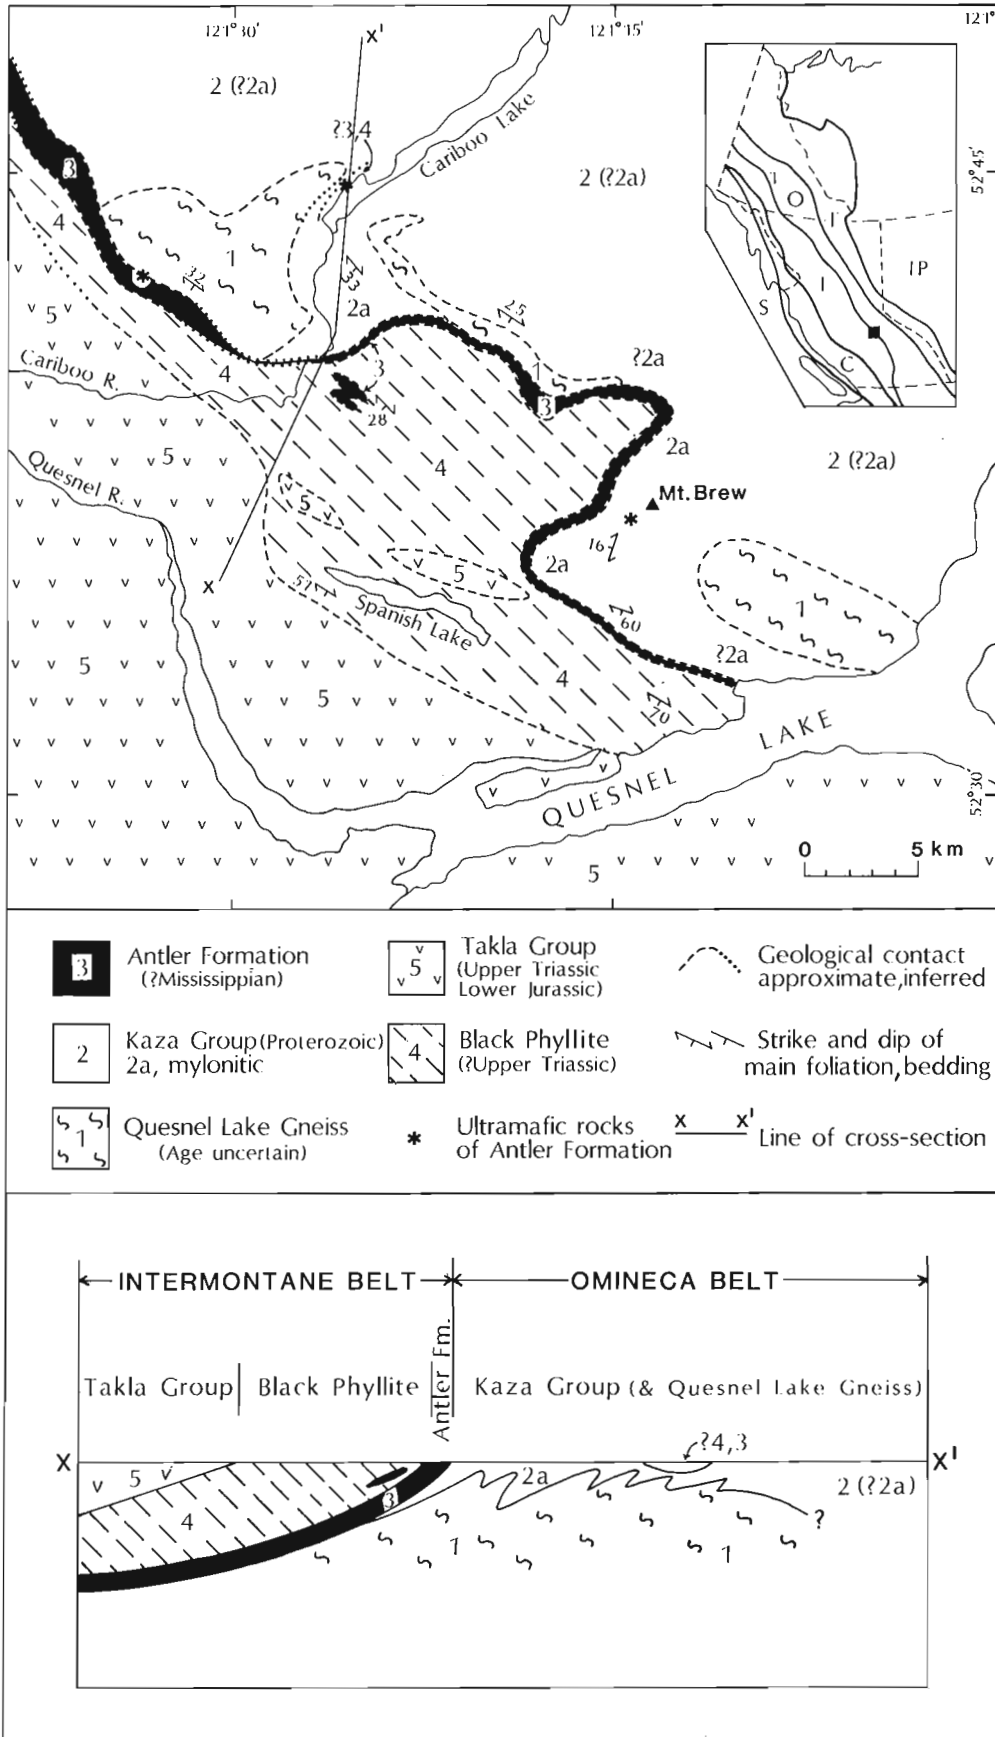 121°30'
121°15'
121°
X'
2 (?2a)
?3,4
Cariboo Lake
2 (?2a)
52°45'
I
O
I
I
IP
S
C
3
4
32
1
33
2a
25
5
Cariboo R.
4
3
28
1
3
?2a
2a
4
2 (?2a)
5
Quesnel R.
5
Mt. Brew
16
2a
X
51
5
Spanish Lake
60
1
?2a
5
5
4
70
QUESNEL LAKE
52°30'
0 5 km
5
3
Antler Formation
(?Mississippian)
5
Takla Group
(Upper Triassic
Lower Jurassic)
Geological contact
approximate, inferred
2
Kaza Group (Proterozoic)
2a, mylonitic
4
Black Phyllite
(?Upper Triassic)
Strike and dip of
main foliation, bedding
1
Quesnel Lake Gneiss
(Age uncertain)
*
Ultramafic rocks
of Antler Formation
X X'
Line of cross-section
INTERMONTANE BELT
OMINECA BELT
Takla Group
Black Phyllite
Antler Fm.
Kaza Group (& Quesnel Lake Gneiss)
X
?4,3
X'
5
2a
2 (?2a)
3
4
?
1
1